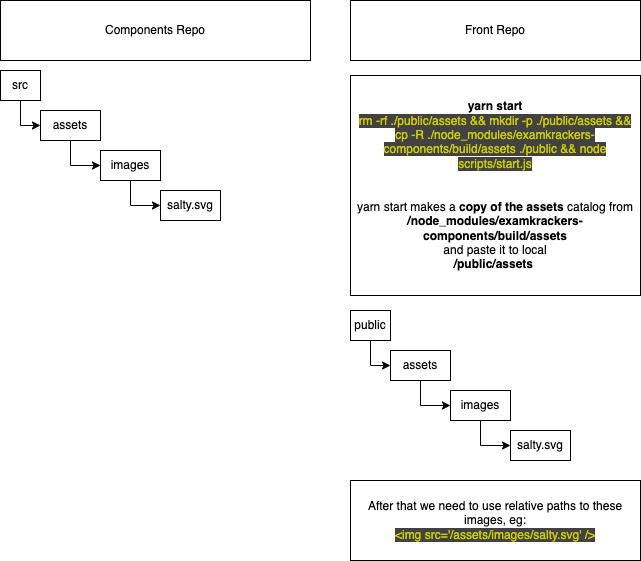 Components Repo
Front Repo
src
assets
images
salty.svg
yarn start
rm -rf ./public/assets && mkdir -p ./public/assets &&
cp -R ./node_modules/examkrackers-
components/build/assets ./public && node
scripts/start.js
yarn start makes a copy of the assets catalog from
/node_modules/examkrackers-
components/build/assets
and paste it to local
/public/assets
public
assets
images
salty.svg
After that we need to use relative paths to these
images, eg:
<img src='/assets/images/salty.svg' />